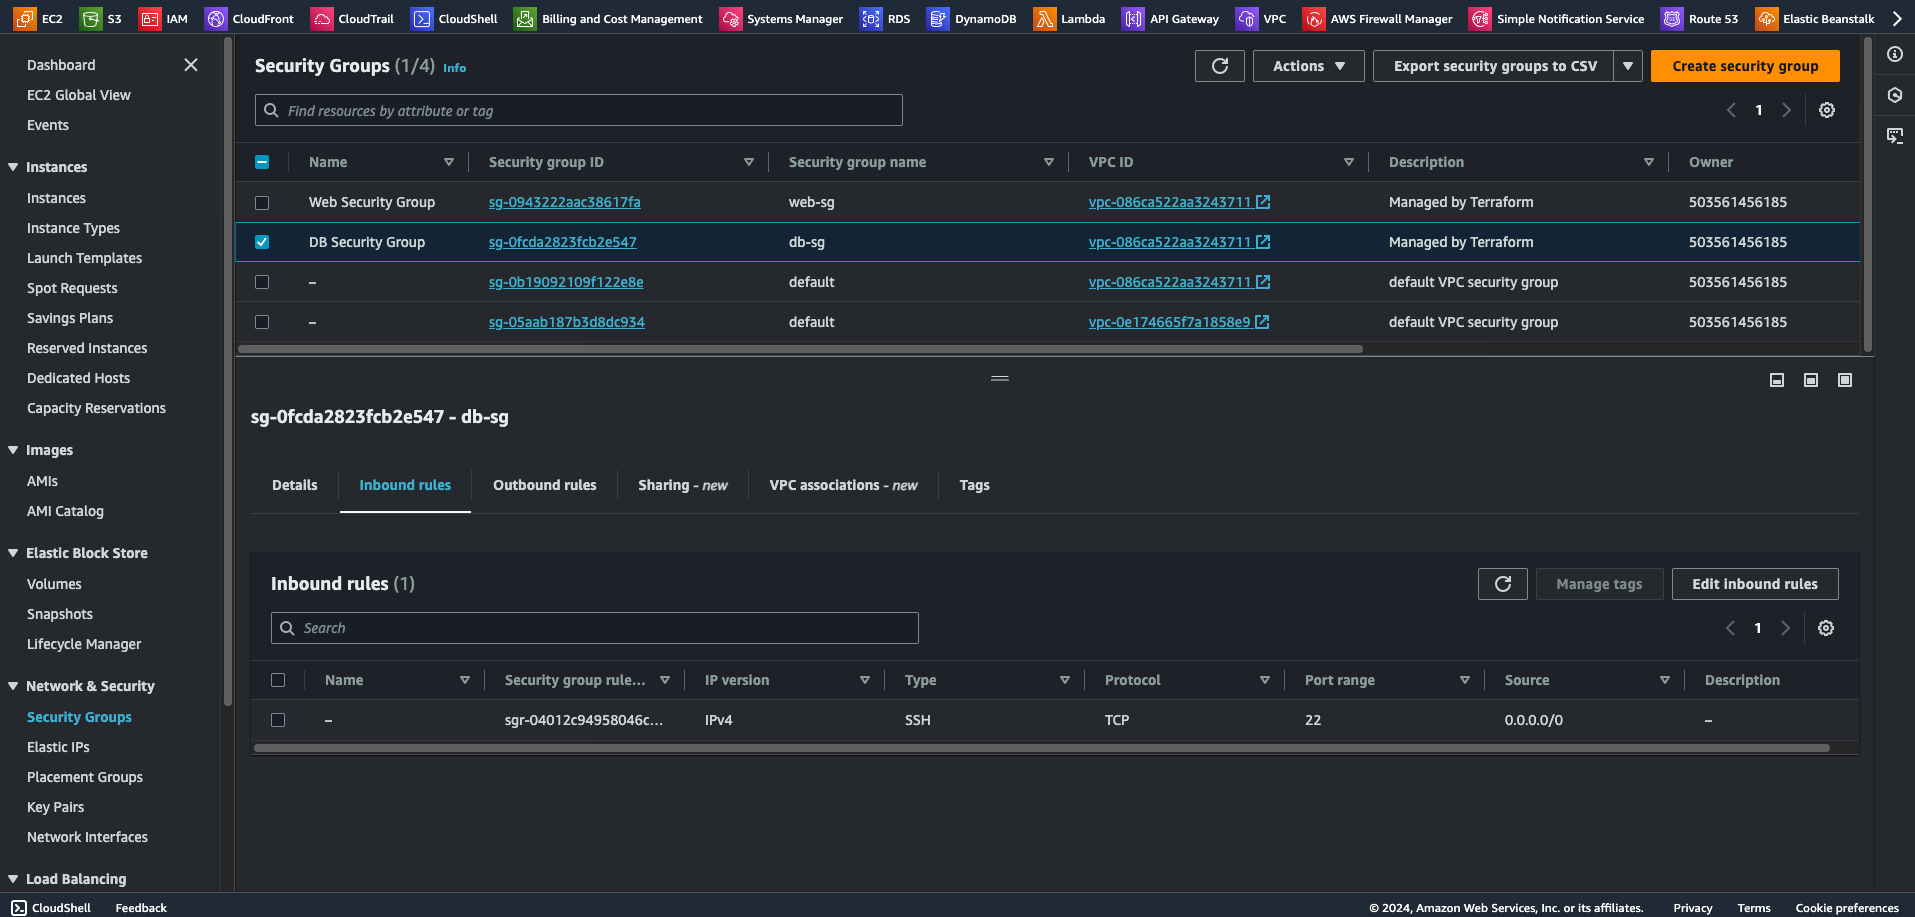 EC2 S3 IAM CloudFront CloudTrail CloudShell Billing and Cost Management Systems Manager RDS DynamoDB Lambda API Gateway VPC AWS Firewall Manager Simple Notification Service Route 53 Elastic Beanstalk
Dashboard
EC2 Global View
Events
Instances
Instances
Instance Types
Launch Templates
Spot Requests
Savings Plans
Reserved Instances
Dedicated Hosts
Capacity Reservations
Images
AMIs
AMI Catalog
Elastic Block Store
Volumes
Snapshots
Lifecycle Manager
Network & Security
Security Groups
Elastic IPs
Placement Groups
Key Pairs
Network Interfaces
Load Balancing
Security Groups (1/4) Info
Actions Export security groups to CSV Create security group
Find resources by attribute or tag
1
Name Security group ID Security group name VPC ID Description Owner
Web Security Group sg-0943222aac38617fa web-sg vpc-086ca522aa3243711 Managed by Terraform 503561456185
DB Security Group sg-0fcda2823fcb2e547 db-sg vpc-086ca522aa3243711 Managed by Terraform 503561456185
– sg-0b19092109f122e8e default vpc-086ca522aa3243711 default VPC security group 503561456185
– sg-05aab187b3d8dc934 default vpc-0e174665f7a1858e9 default VPC security group 503561456185
sg-0fcda2823fcb2e547 - db-sg
Details Inbound rules Outbound rules Sharing - new VPC associations - new Tags
Inbound rules (1)
Manage tags Edit inbound rules
Search
1
Name Security group rule... IP version Type Protocol Port range Source Description
– sgr-04012c94958046c... IPv4 SSH TCP 22 0.0.0.0/0 –
CloudShell Feedback
© 2024, Amazon Web Services, Inc. or its affiliates. Privacy Terms Cookie preferences